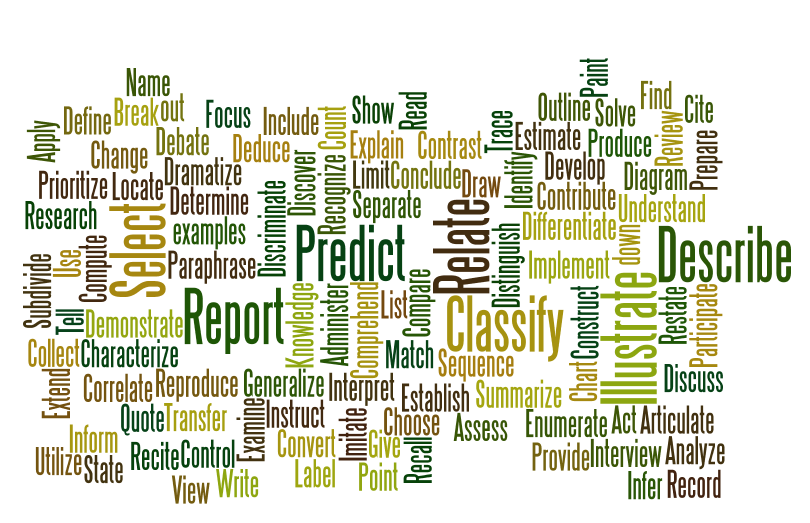 Name
Paint
Break
out
Focus
Include
Count
Show
Read
Outline
Solve
Find
Cite
Define
Apply
Debate
Deduce
Explain
Contrast
Trace
Estimate
Produce
Review
Prepare
Change
Dramatize
Discover
Recognize
Limit
Conclude
Draw
Identify
Develop
Diagram
Prioritize
Locate
Determine
Discriminate
Separate
Contribute
Understand
Research
Select
examples
Predict
Relate
Differentiate
down
Describe
Subdivide
Use
Compute
Paraphrase
Distinguish
Implement
Tell
Demonstrate
Report
Knowledge
Administer
Comprehend
List
Compare
Classify
Construct
Illustrate
Restate
Participate
Collect
Characterize
Match
Sequence
Chart
Discuss
Extend
Correlate
Reproduce
Generalize
Interpret
Establish
Summarize
Quote
Transfer
Examine
Instruct
Imitate
Choose
Assess
Enumerate
Act
Articulate
Inform
Utilize
State
Recite
Control
Convert
Give
Recall
Provide
Interview
Analyze
View
Write
Label
Point
Infer
Record